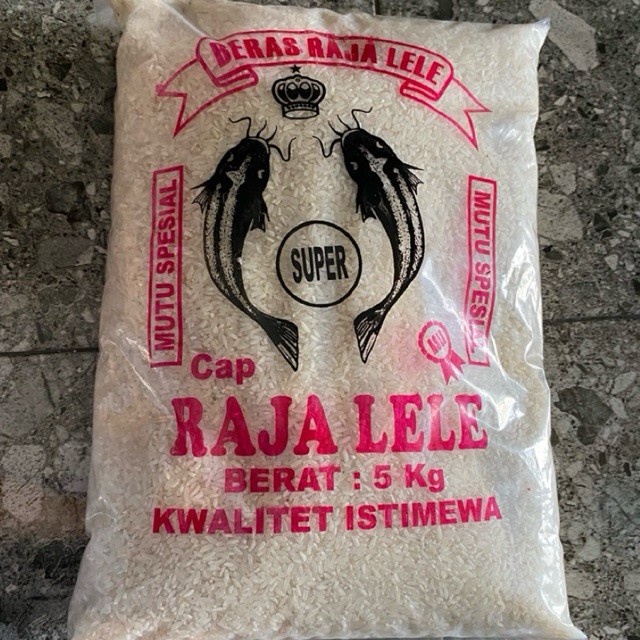 BERAS RAJA LELE
MUTU SPESIAL
SUPER
MUTU SPESIAL
Cap
RAJA LELE
BERAT : 5 Kg
KWALITET ISTIMEWA